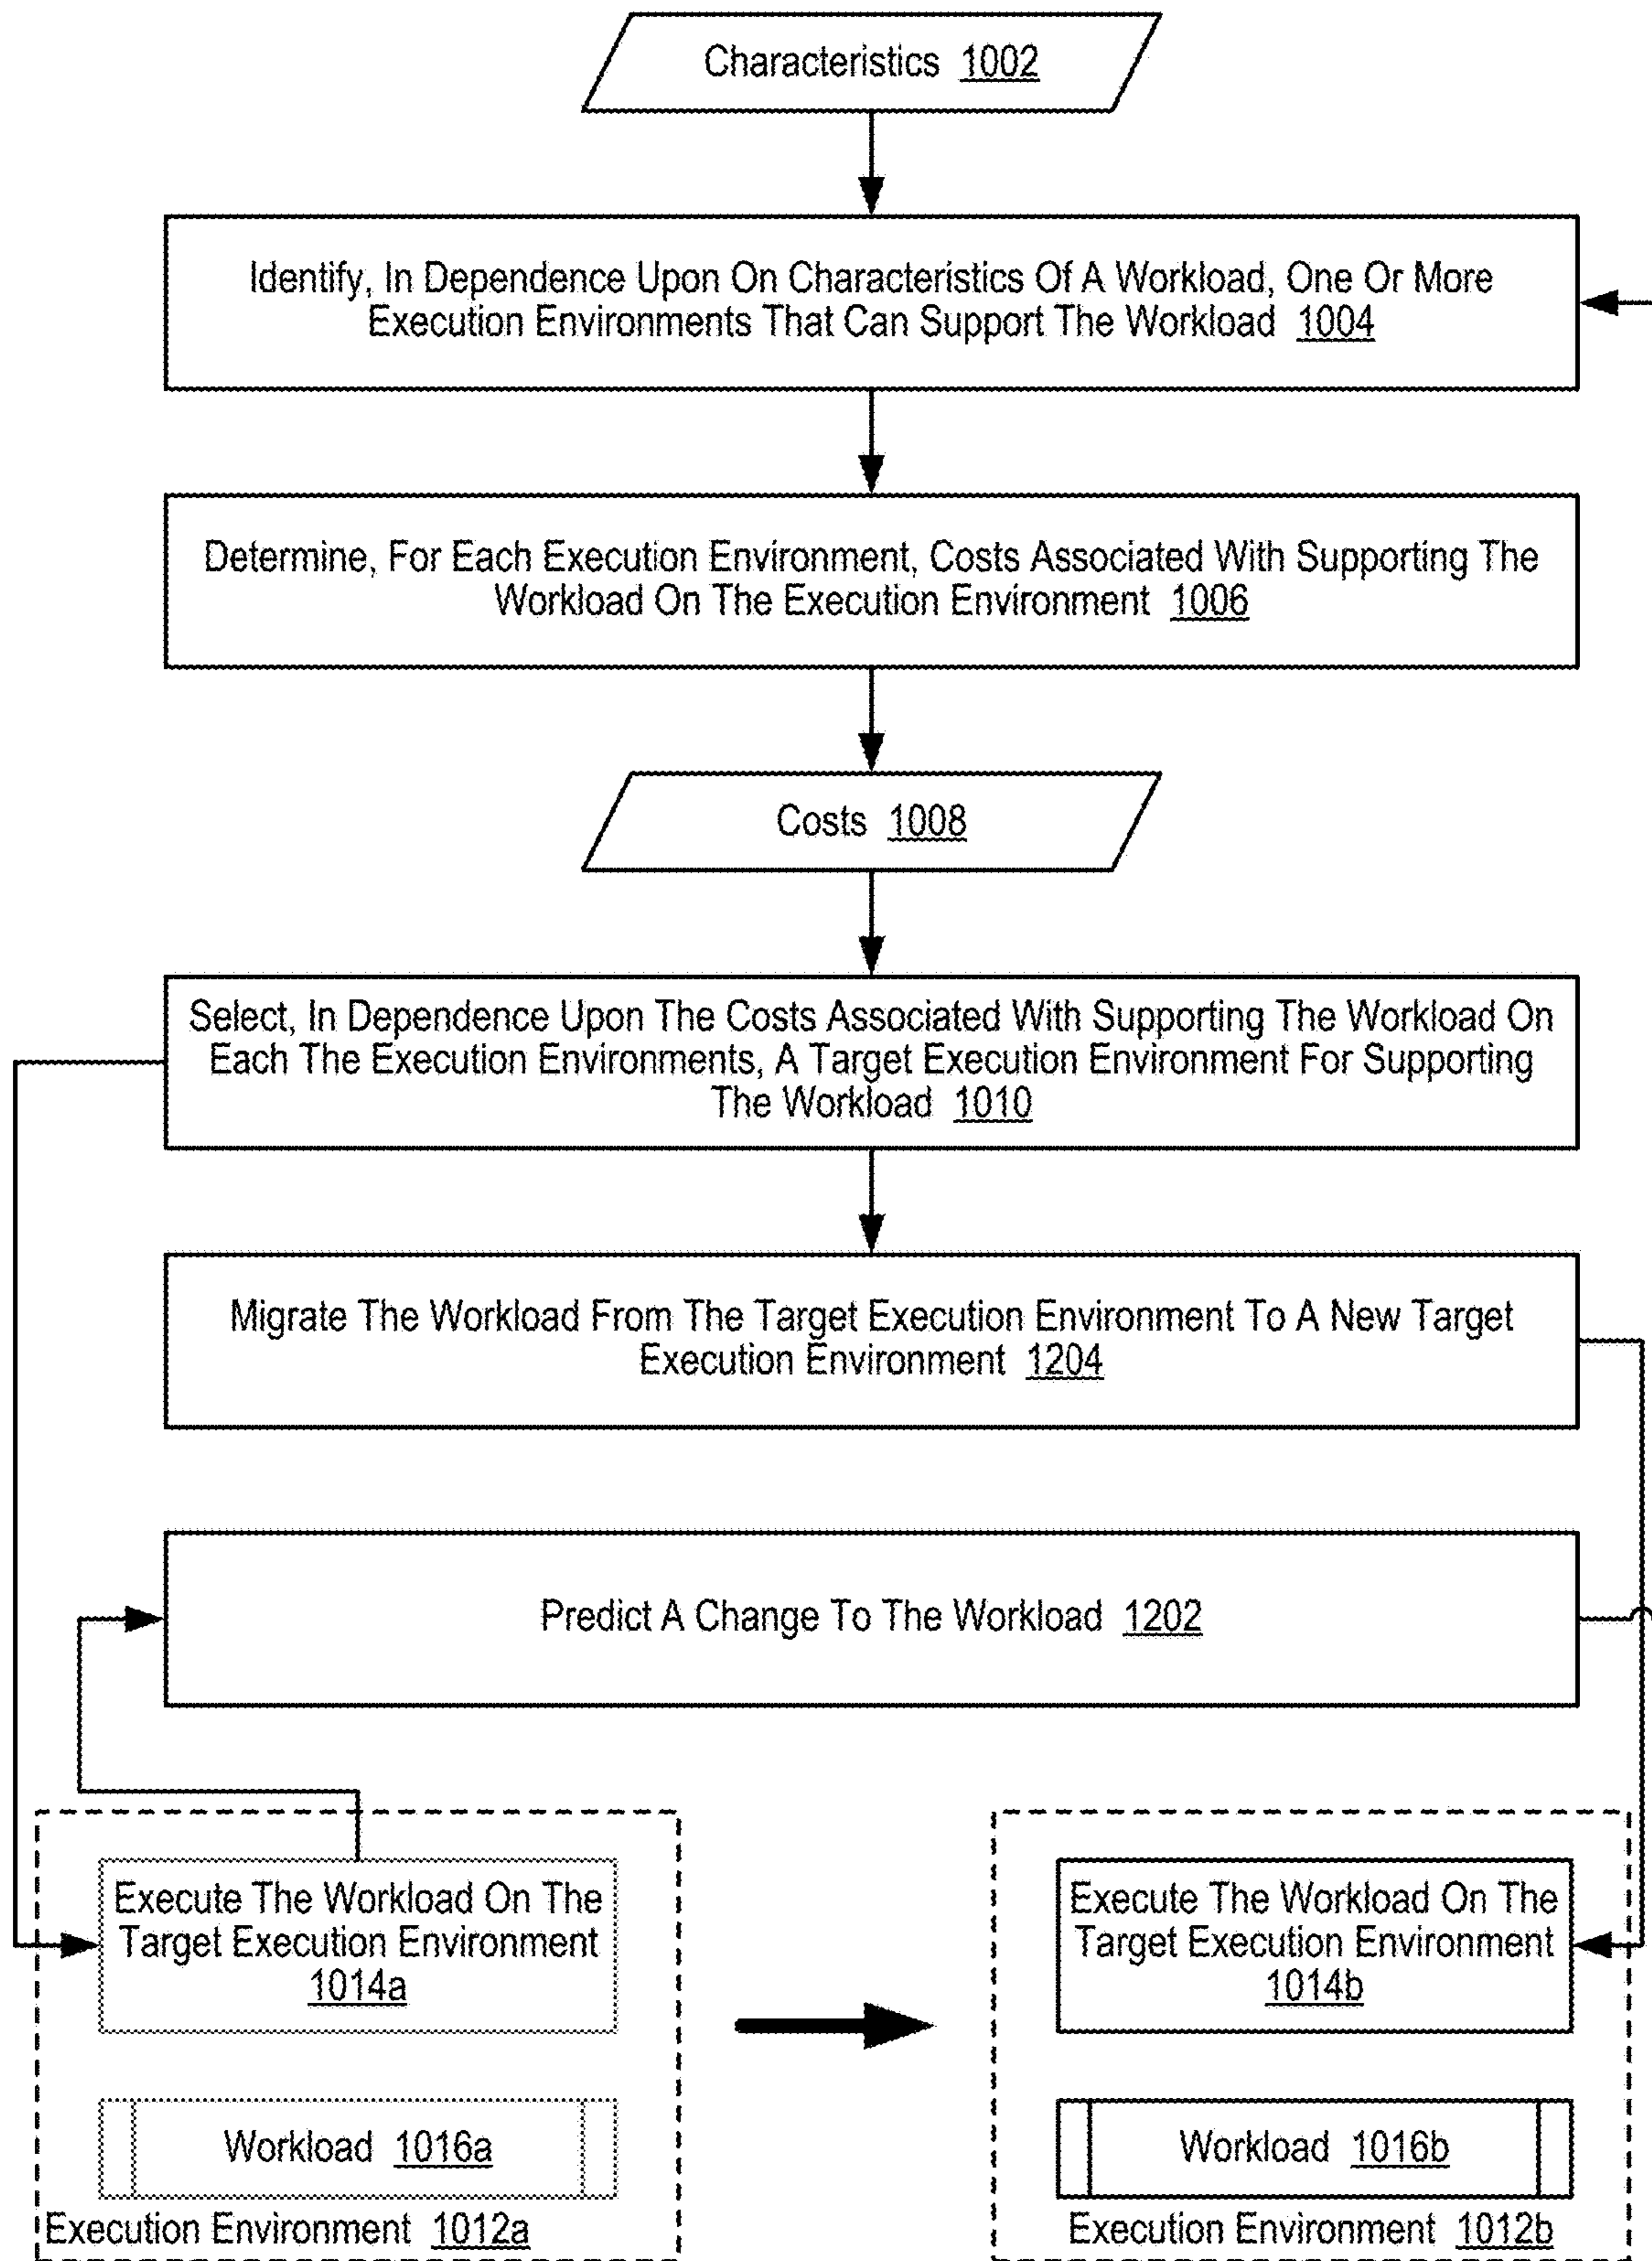 Characteristics 1002
Identify, In Dependence Upon On Characteristics Of A Workload, One Or More
Execution Environments That Can Support The Workload 1004
Determine, For Each Execution Environment, Costs Associated With Supporting The
Workload On The Execution Environment 1006
Costs 1008
Select, In Dependence Upon The Costs Associated With Supporting The Workload On
Each The Execution Environments, A Target Execution Environment For Supporting
The Workload 1010
Migrate The Workload From The Target Execution Environment To A New Target
Execution Environment 1204
Predict A Change To The Workload 1202
Execute The Workload On The
Target Execution Environment
1014a
Workload 1016a
Execution Environment 1012a
Execute The Workload On The
Target Execution Environment
1014b
Workload 1016b
Execution Environment 1012b